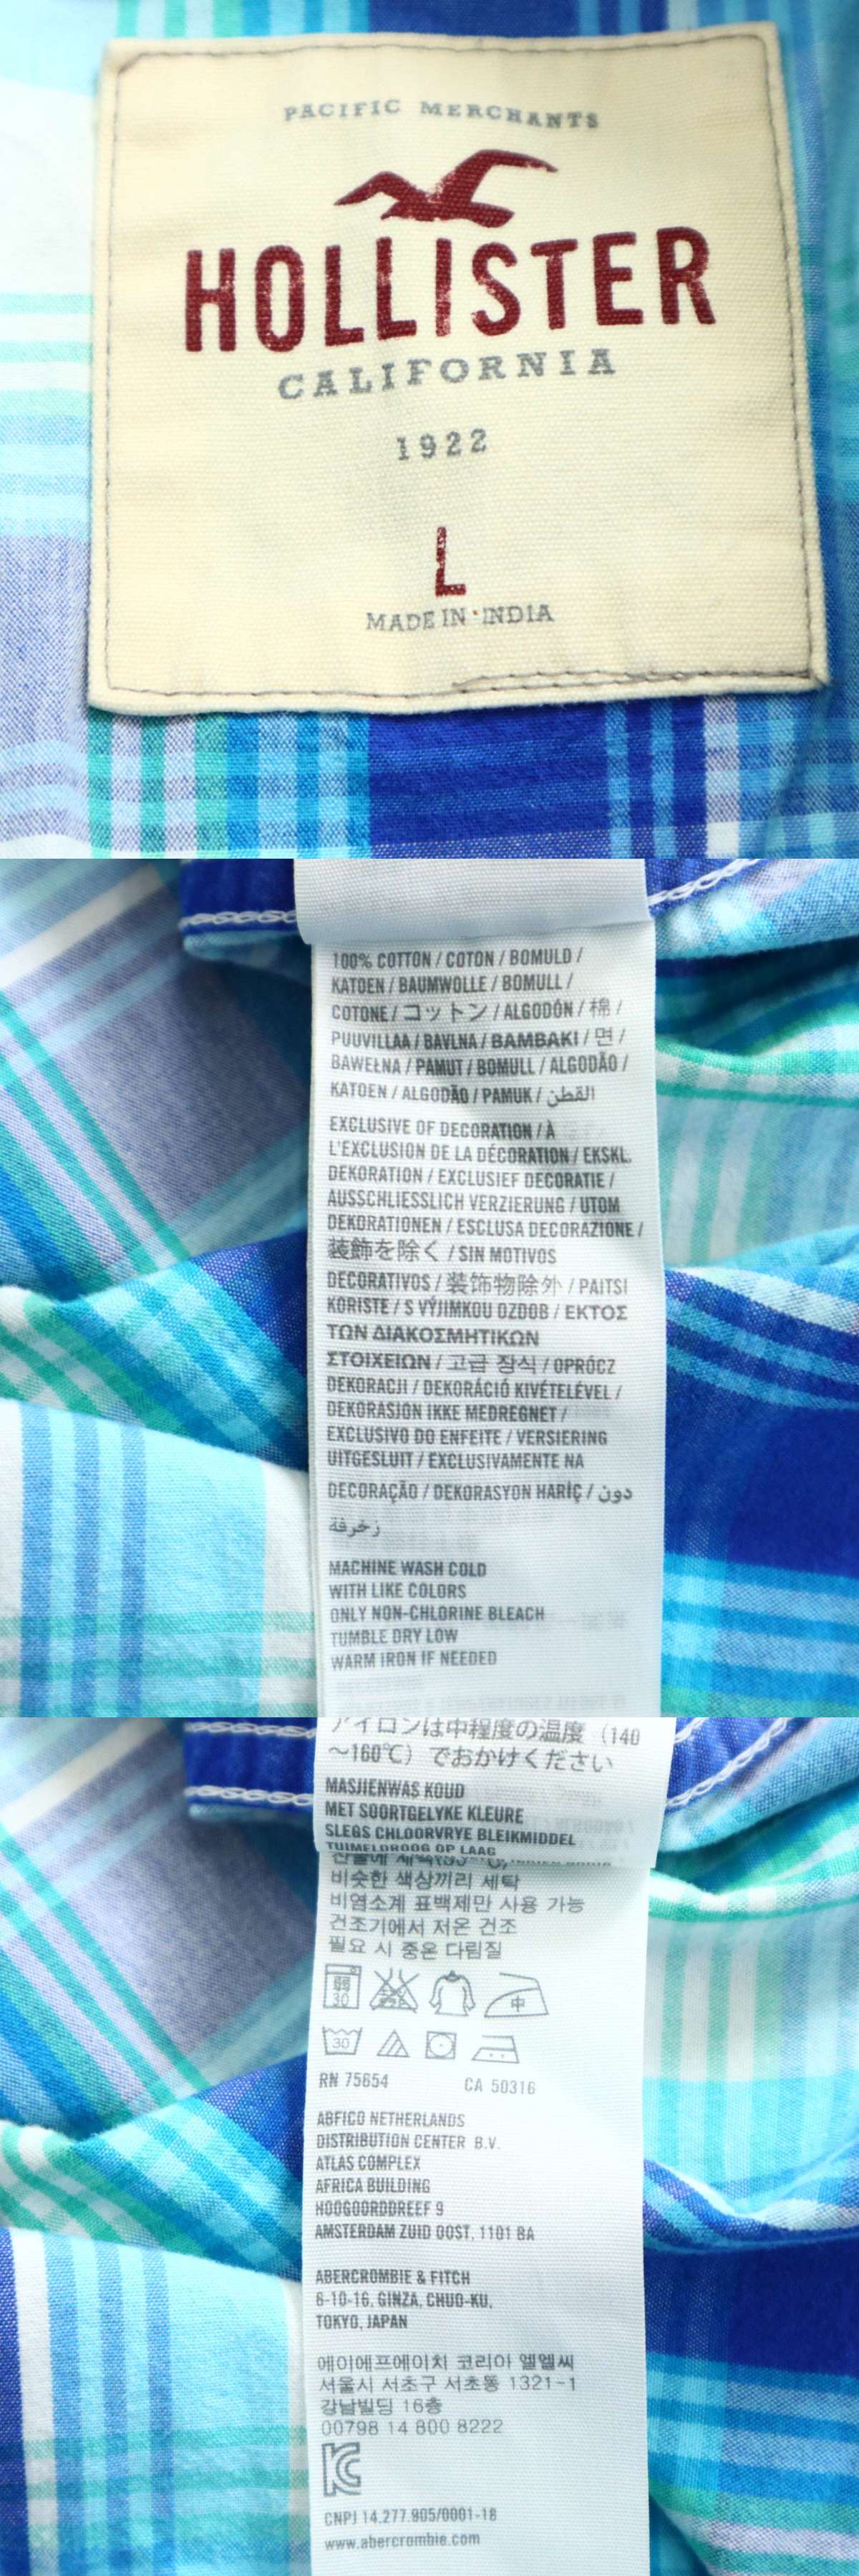 PACIFIC MERCHANTS
HOLLISTER
CALIFORNIA
1922
L
MADE IN INDIA
100% COTTON / COTON / BOMULD /
KATOEN / BAUMWOLLE / BOMULL /
COTONE / コットン / ALGODÓN / 棉 /
PUUVILLAA / BAVLNA / BAMBAKI / 면 /
BAWEŁNA / PAMUT / BOMULL / ALGODÃO /
KATOEN / ALGODÃO / PAMUK / القطن
EXCLUSIVE OF DECORATION / À
L'EXCLUSION DE LA DÉCORATION / EKSKL.
DEKORATION / EXCLUSIEF DECORATIE /
AUSSCHLIESSLICH VERZIERUNG / UTOM
DEKORATIONEN / ESCLUSA DECORAZIONE /
装飾を除く / SIN MOTIVOS
DECORATIVOS / 装饰物除外 / PAITSI
KORISTE / S VÝJIMKOU OZDOB / ΕΚΤΟΣ
ΤΩΝ ΔΙΑΚΟΣΜΗΤΙΚΩΝ
ΣΤΟΙΧΕΙΩΝ / 고급 장식 / OPRÓCZ
DEKORACJI / DEKORÁCIÓ KIVÉTELÉVEL /
DEKORASJON IKKE MEDREGNET /
EXCLUSIVO DO ENFEITE / VERSIERING
UITGESLUIT / EXCLUSIVAMENTE NA
DECORAÇÃO / DEKORASYON HARİÇ / دون
زخرفة
MACHINE WASH COLD
WITH LIKE COLORS
ONLY NON-CHLORINE BLEACH
TUMBLE DRY LOW
WARM IRON IF NEEDED
アイロンは中程度の温度（140
～160℃）でおかけください
MASJIENWAS KOUD
MET SOORTGELYKE KLEURE
SLEGS CHLOORVRYE BLEIKMIDDEL
TUIMELDROOG OP LAAG
비슷한 색상끼리 세탁
비염소계 표백제만 사용 가능
건조기에서 저온 건조
필요 시 중온 다림질
弱 30 中
30
RN 75654 CA 50316
ABFICO NETHERLANDS
DISTRIBUTION CENTER B.V.
ATLAS COMPLEX
AFRICA BUILDING
HOOGOORDDREEF 9
AMSTERDAM ZUID OOST, 1101 BA
ABERCROMBIE & FITCH
6-10-16, GINZA, CHUO-KU,
TOKYO, JAPAN
에이에프에이치 코리아 엘엘씨
서울시 서초구 서초동 1321-1
강남빌딩 16층
00798 14 800 8222
CNPJ 14.277.905/0001-18
www.abercrombie.com